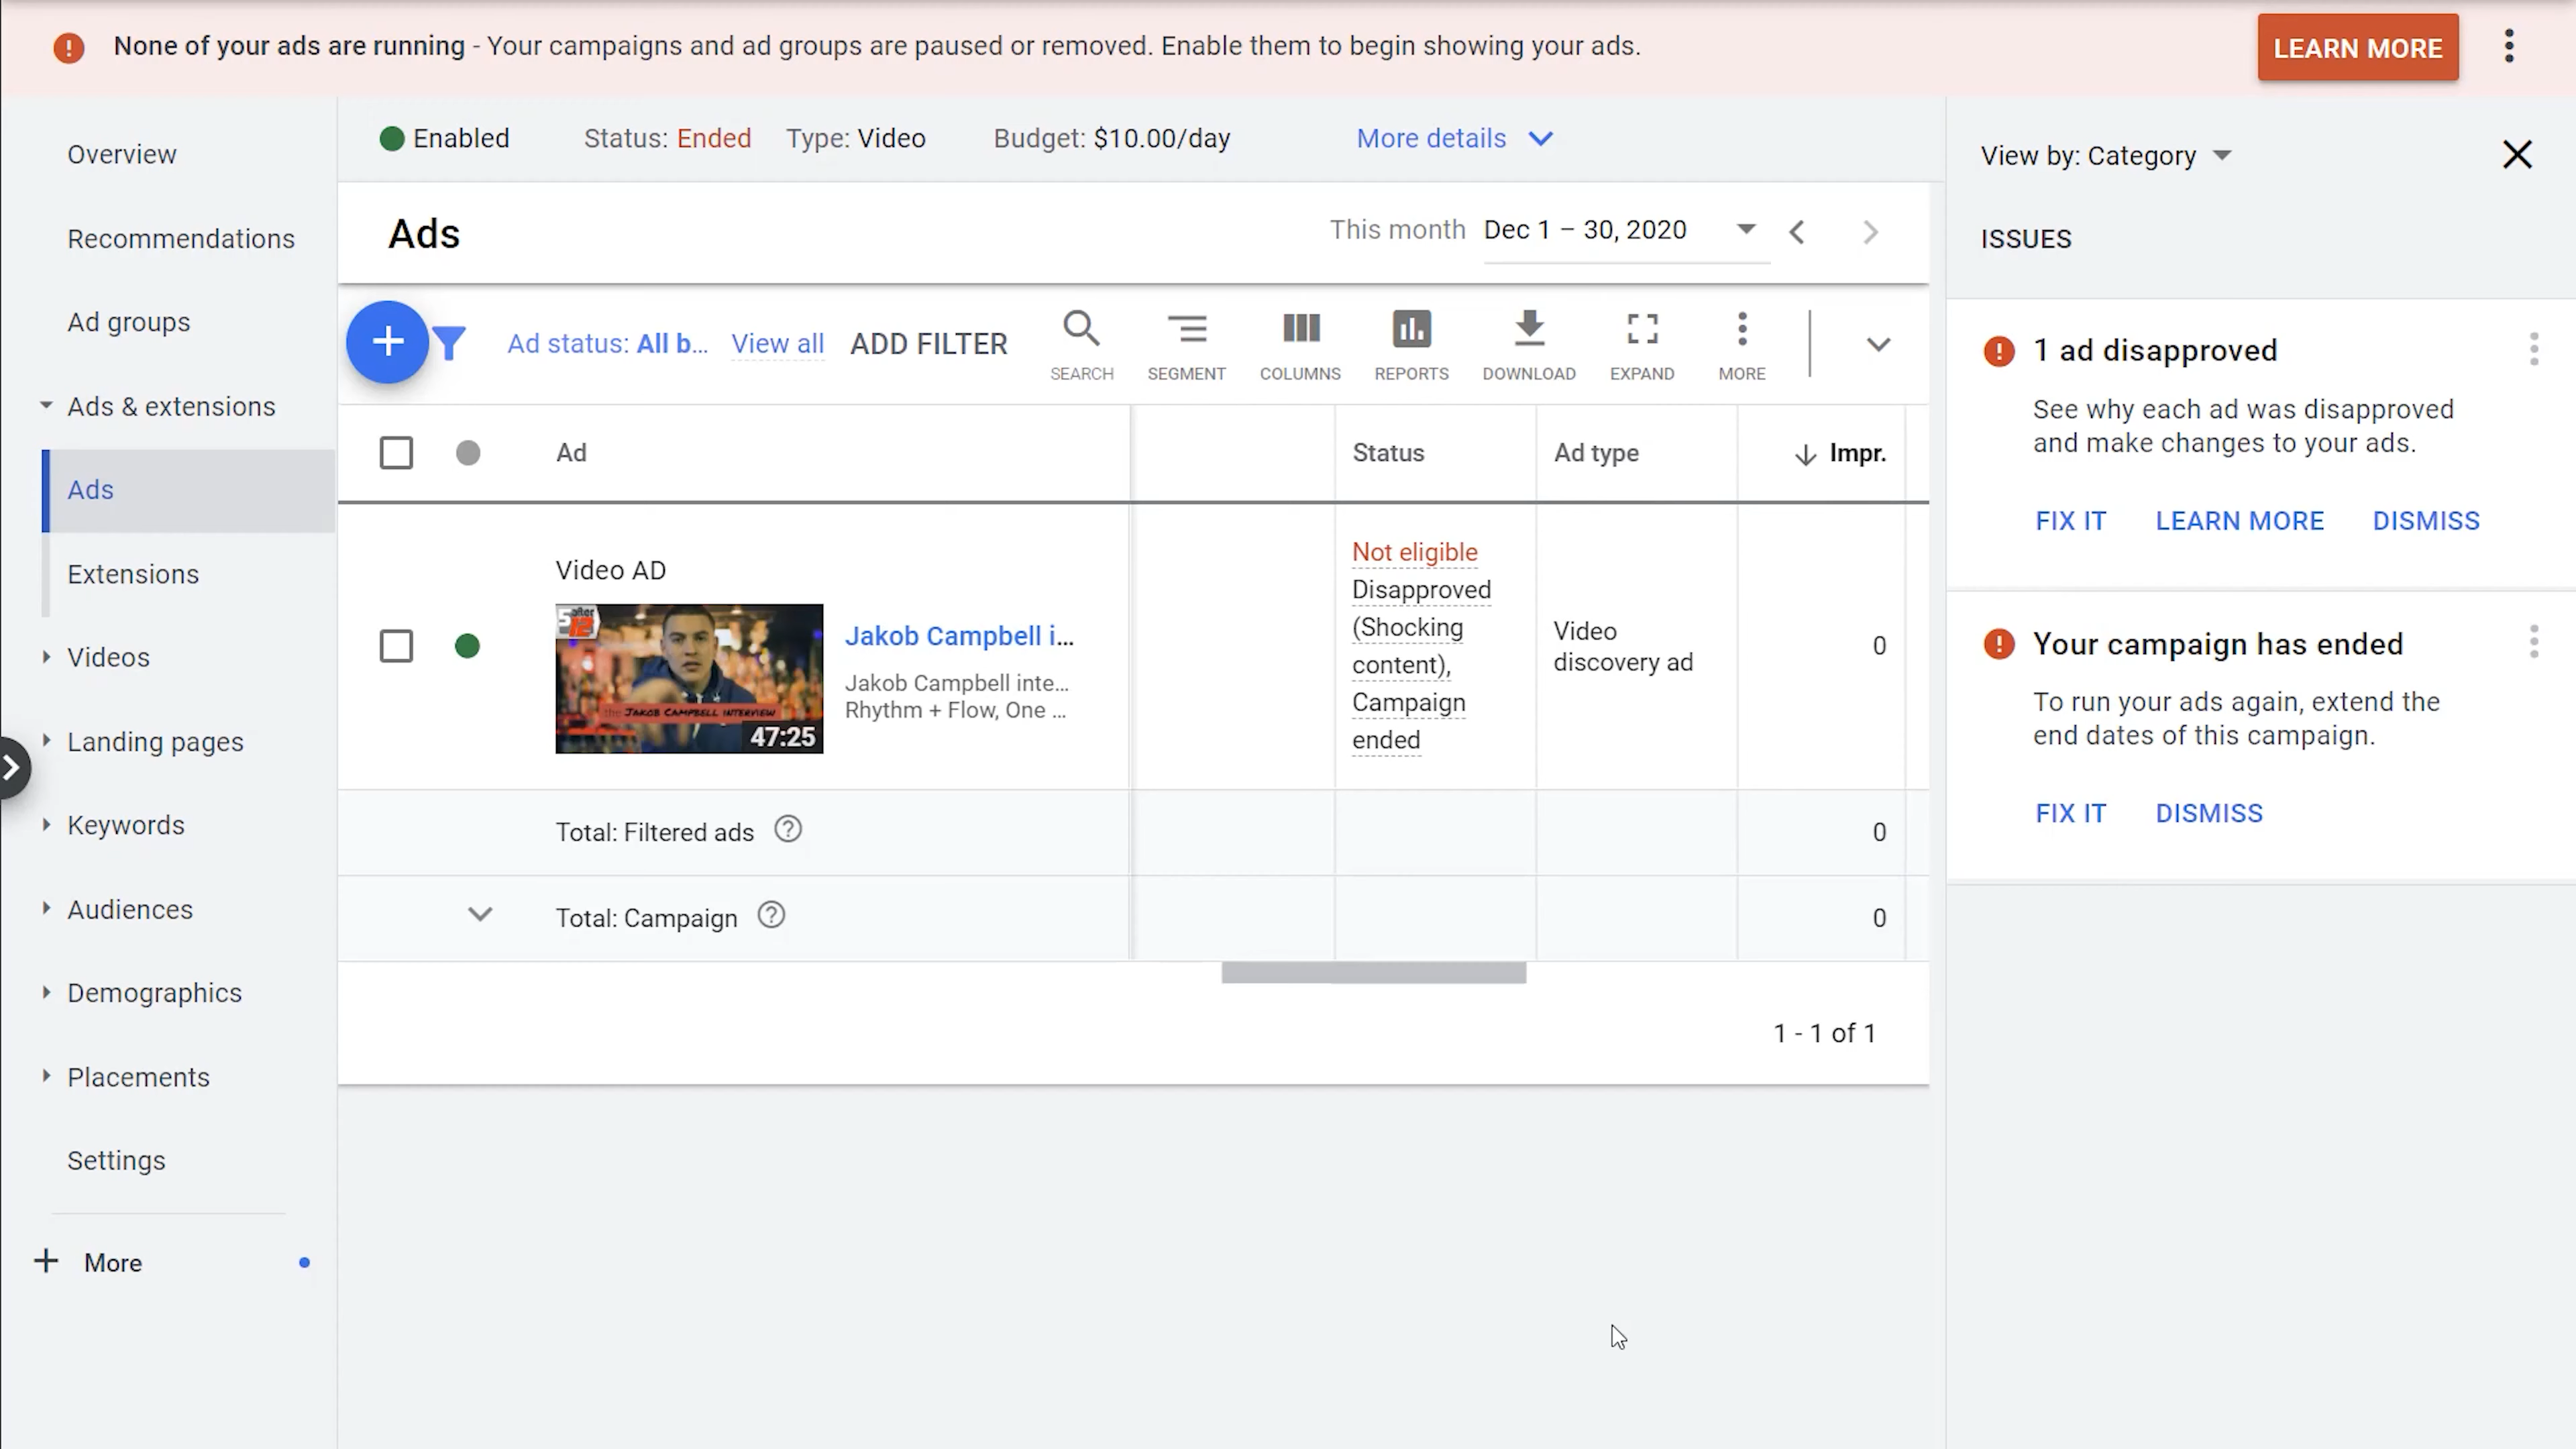 None of your ads are running - Your campaigns and ad groups are paused or removed. Enable them to begin showing your ads.
LEARN MORE
Overview
Recommendations
Ad groups
Ads & extensions
Ads
Extensions
Videos
Landing pages
Keywords
Audiences
Demographics
Placements
Settings
More
Enabled
Status: Ended
Type: Video
Budget: $10.00/day
More details
Ads
This month Dec 1 – 30, 2020
Ad status: All b...
View all
ADD FILTER
SEARCH
SEGMENT
COLUMNS
REPORTS
DOWNLOAD
EXPAND
MORE
Ad
Status
Ad type
Impr.
Video AD
5 after
12
the JAKOB CAMPBELL INTERVIEW
47:25
Jakob Campbell i...
Jakob Campbell inte...
Rhythm + Flow, One ...
Not eligible
Disapproved
(Shocking
content),
Campaign
ended
Video
discovery ad
0
Total: Filtered ads
0
Total: Campaign
0
1 - 1 of 1
View by: Category
ISSUES
1 ad disapproved
See why each ad was disapproved
and make changes to your ads.
FIX IT
LEARN MORE
DISMISS
Your campaign has ended
To run your ads again, extend the
end dates of this campaign.
FIX IT
DISMISS